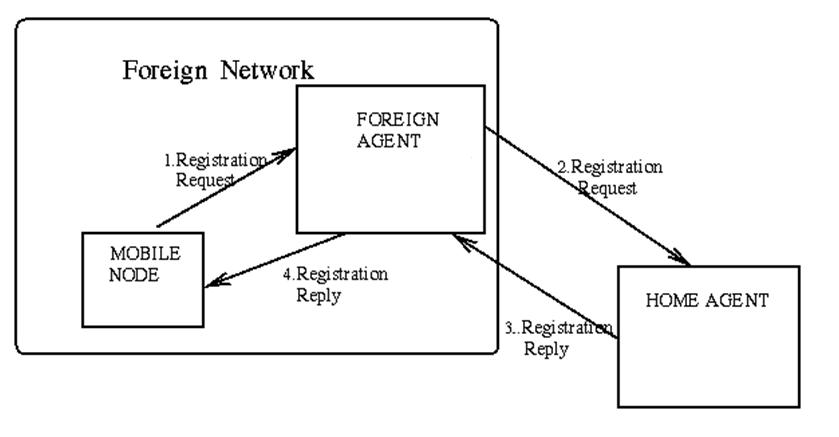 Foreign Network
FOREIGN
AGENT
1.Registration
Request
2.Registration
Request
MOBILE
NODE
4.Registration
Reply
HOME AGENT
3..Registration
Reply